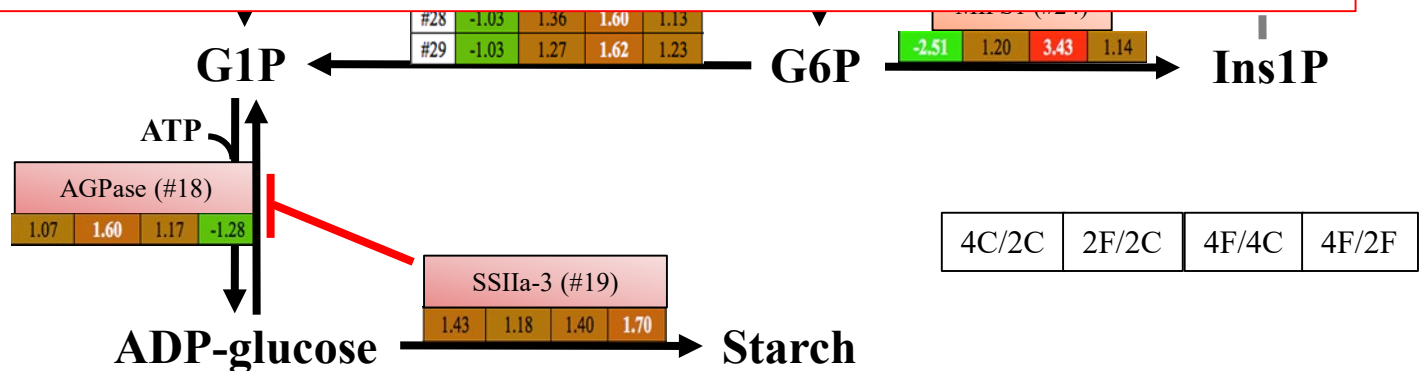 #28 -1.03 1.36 1.60 1.13
#29 -1.03 1.27 1.62 1.23
-2.51 1.20 3.43 1.14
G1P
G6P
Ins1P
ATP
AGPase (#18)
1.07 1.60 1.17 -1.28
4C/2C 2F/2C 4F/4C 4F/2F
SSIIa-3 (#19)
1.43 1.18 1.40 1.70
ADP-glucose
Starch